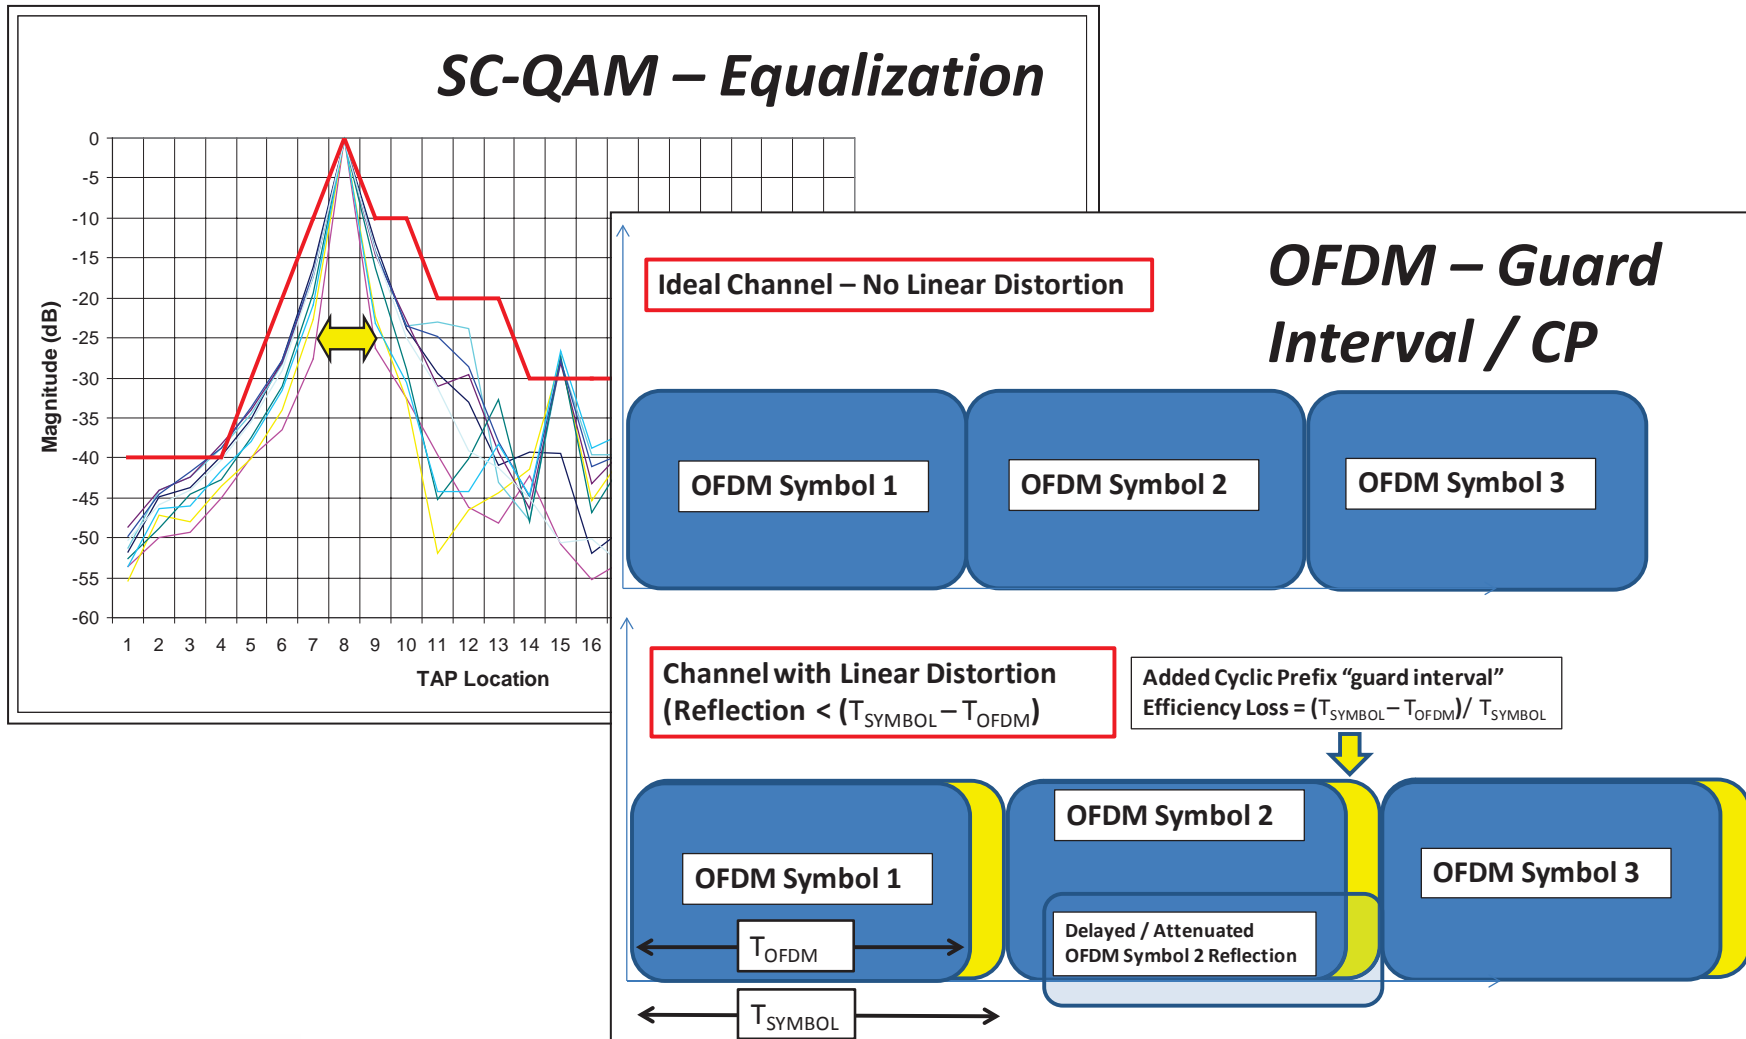 SC-QAM – Equalization
0
-5
-10
-15
-20
-25
-30
-35
-40
-45
-50
-55
-60
Magnitude (dB)
1 2 3 4 5 6 7 8 9 10 11 12 13 14 15 16
TAP Location
OFDM – Guard
Interval / CP
Ideal Channel – No Linear Distortion
OFDM Symbol 1
OFDM Symbol 2
OFDM Symbol 3
Channel with Linear Distortion
(Reflection < (TSYMBOL – TOFDM)
Added Cyclic Prefix “guard interval”
Efficiency Loss = (TSYMBOL – TOFDM)/ TSYMBOL
OFDM Symbol 1
OFDM Symbol 2
OFDM Symbol 3
Delayed / Attenuated
OFDM Symbol 2 Reflection
TOFDM
TSYMBOL